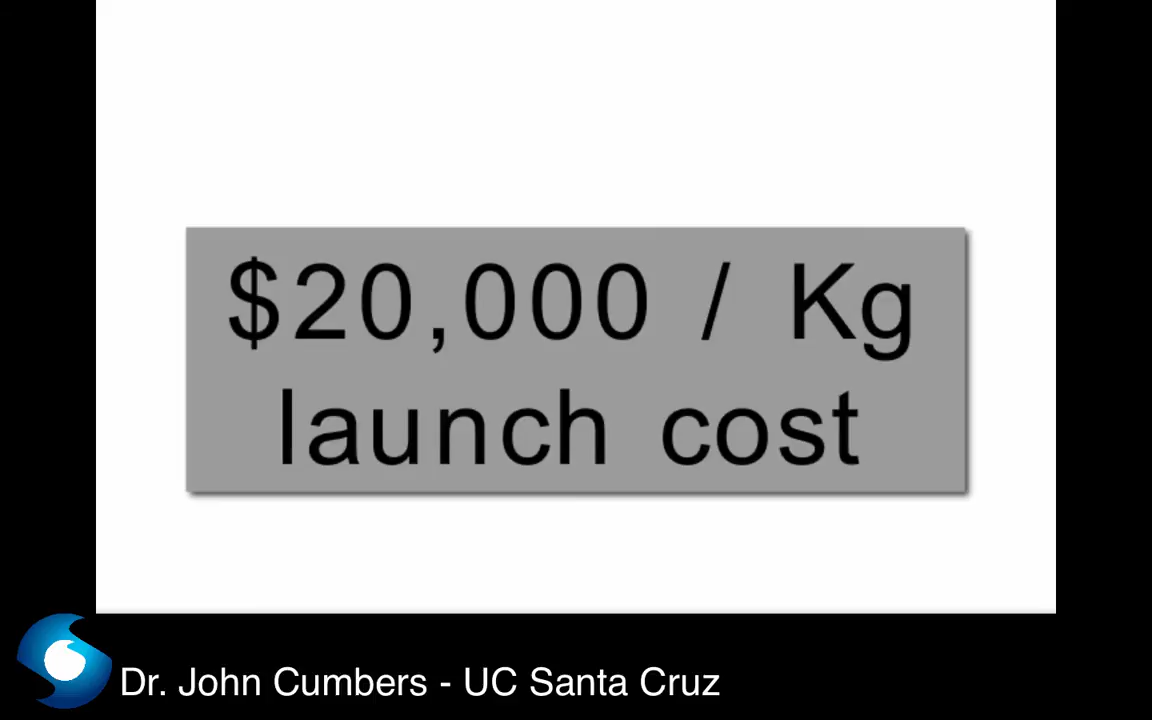 $20,000 / Kg
launch cost
Dr. John Cumbers - UC Santa Cruz